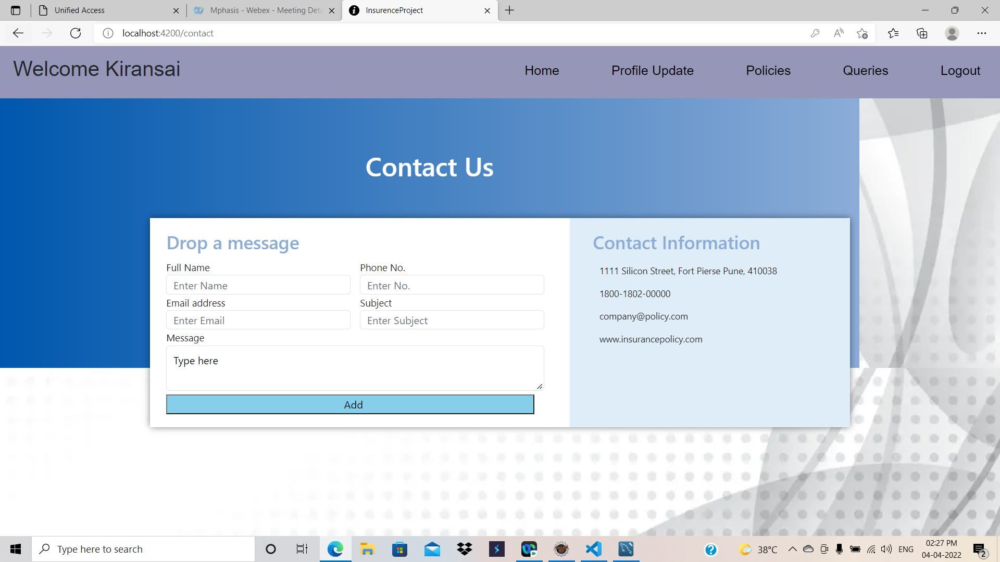 Unified Access
Mphasis - Webex - Meeting Deta
InsurenceProject
localhost:4200/contact
Welcome Kiransai
Home
Profile Update
Policies
Queries
Logout
Contact Us
Drop a message
Full Name
Phone No.
Enter Name
Enter No.
Email address
Subject
Enter Email
Enter Subject
Message
Type here
Add
Contact Information
1111 Silicon Street, Fort Pierse Pune, 410038
1800-1802-00000
company@policy.com
www.insurancepolicy.com
Type here to search
38°C
ENG
02:27 PM
04-04-2022
2